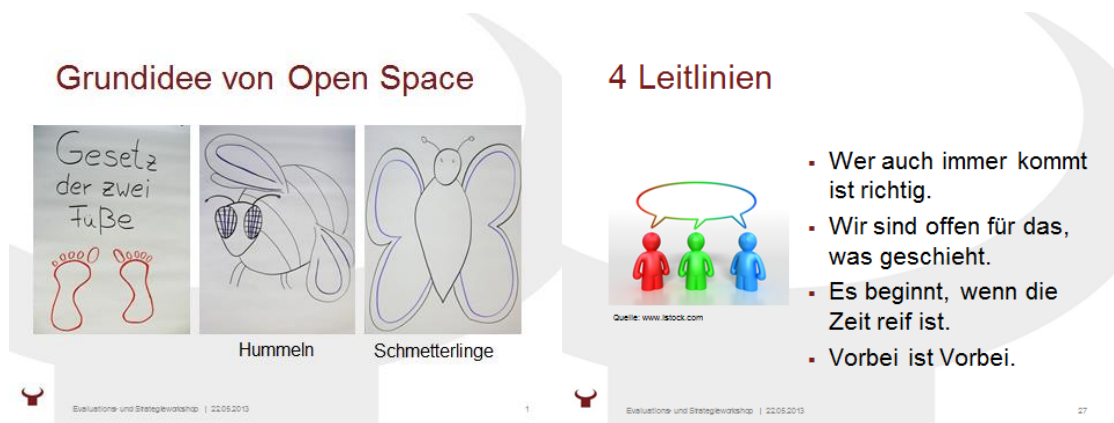 Grundidee von Open Space
Gesetz
der zwei
Füße
Hummeln
Schmetterlinge
Evaluations- und Strategieworkshop | 22.05.2013
1
4 Leitlinien
Quelle: www.istock.com
Wer auch immer kommt
ist richtig.
Wir sind offen für das,
was geschieht.
Es beginnt, wenn die
Zeit reif ist.
Vorbei ist Vorbei.
Evaluations- und Strategieworkshop | 22.05.2013
27